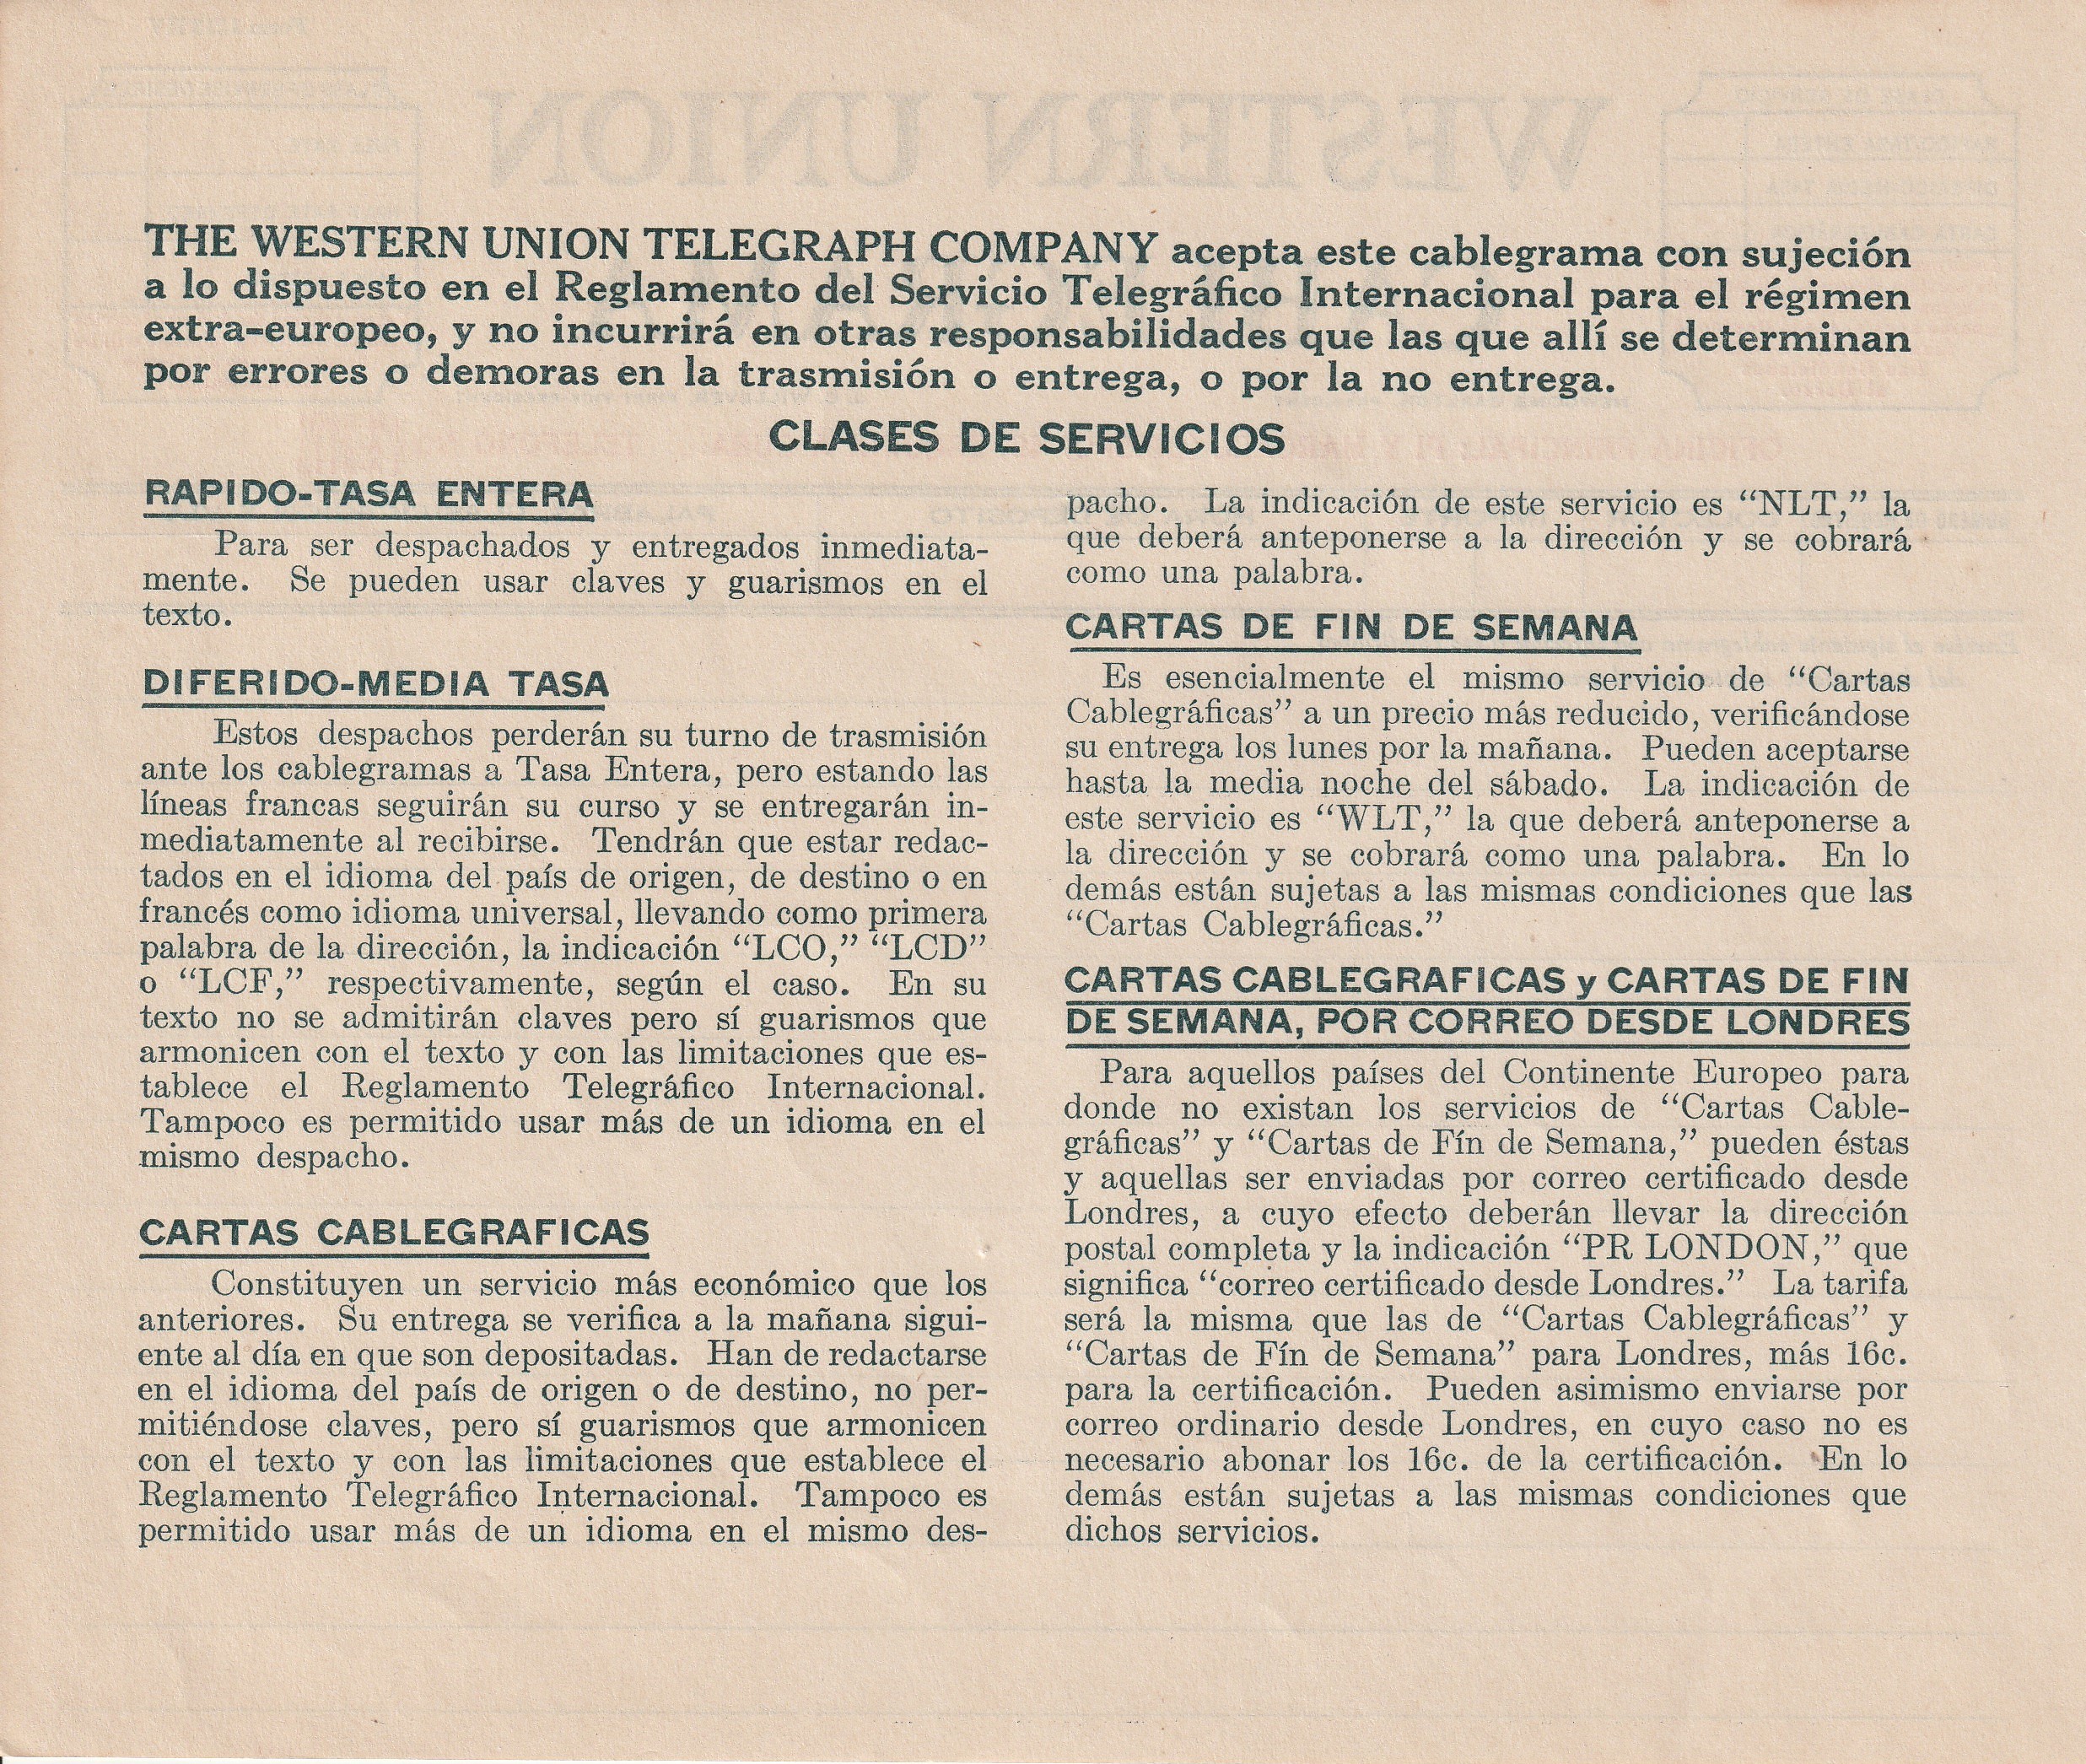 THE WESTERN UNION TELEGRAPH COMPANY acepta este cablegrama con sujeción
a lo dispuesto en el Reglamento del Servicio Telegráfico Internacional para el régimen
extra-europeo, y no incurrirá en otras responsabilidades que las que allí se determinan
por errores o demoras en la trasmisión o entrega, o por la no entrega.
CLASES DE SERVICIOS
RAPIDO-TASA ENTERA
Para ser despachados y entregados inmediata-
mente. Se pueden usar claves y guarismos en el
texto.
DIFERIDO-MEDIA TASA
Estos despachos perderán su turno de trasmisión
ante los cablegramas a Tasa Entera, pero estando las
líneas francas seguirán su curso y se entregarán in-
mediatamente al recibirse. Tendrán que estar redac-
tados en el idioma del país de origen, de destino o en
francés como idioma universal, llevando como primera
palabra de la dirección, la indicación “LCO,” “LCD”
o “LCF,” respectivamente, según el caso. En su
texto no se admitirán claves pero sí guarismos que
armonicen con el texto y con las limitaciones que es-
tablece el Reglamento Telegráfico Internacional.
Tampoco es permitido usar más de un idioma en el
mismo despacho.
CARTAS CABLEGRAFICAS
Constituyen un servicio más económico que los
anteriores. Su entrega se verifica a la mañana sigui-
ente al día en que son depositadas. Han de redactarse
en el idioma del país de origen o de destino, no per-
mitiéndose claves, pero sí guarismos que armonicen
con el texto y con las limitaciones que establece el
Reglamento Telegráfico Internacional. Tampoco es
permitido usar más de un idioma en el mismo des-
pacho. La indicación de este servicio es “NLT,” la
que deberá anteponerse a la dirección y se cobrará
como una palabra.
CARTAS DE FIN DE SEMANA
Es esencialmente el mismo servicio de “Cartas
Cablegráficas” a un precio más reducido, verificándose
su entrega los lunes por la mañana. Pueden aceptarse
hasta la media noche del sábado. La indicación de
este servicio es “WLT,” la que deberá anteponerse a
la dirección y se cobrará como una palabra. En lo
demás están sujetas a las mismas condiciones que las
“Cartas Cablegráficas.”
CARTAS CABLEGRAFICAS y CARTAS DE FIN
DE SEMANA, POR CORREO DESDE LONDRES
Para aquellos países del Continente Europeo para
donde no existan los servicios de “Cartas Cable-
gráficas” y “Cartas de Fín de Semana,” pueden éstas
y aquellas ser enviadas por correo certificado desde
Londres, a cuyo efecto deberán llevar la dirección
postal completa y la indicación “PR LONDON,” que
significa “correo certificado desde Londres.” La tarifa
será la misma que las de “Cartas Cablegráficas” y
“Cartas de Fín de Semana” para Londres, más 16c.
para la certificación. Pueden asimismo enviarse por
correo ordinario desde Londres, en cuyo caso no es
necesario abonar los 16c. de la certificación. En lo
demás están sujetas a las mismas condiciones que
dichos servicios.